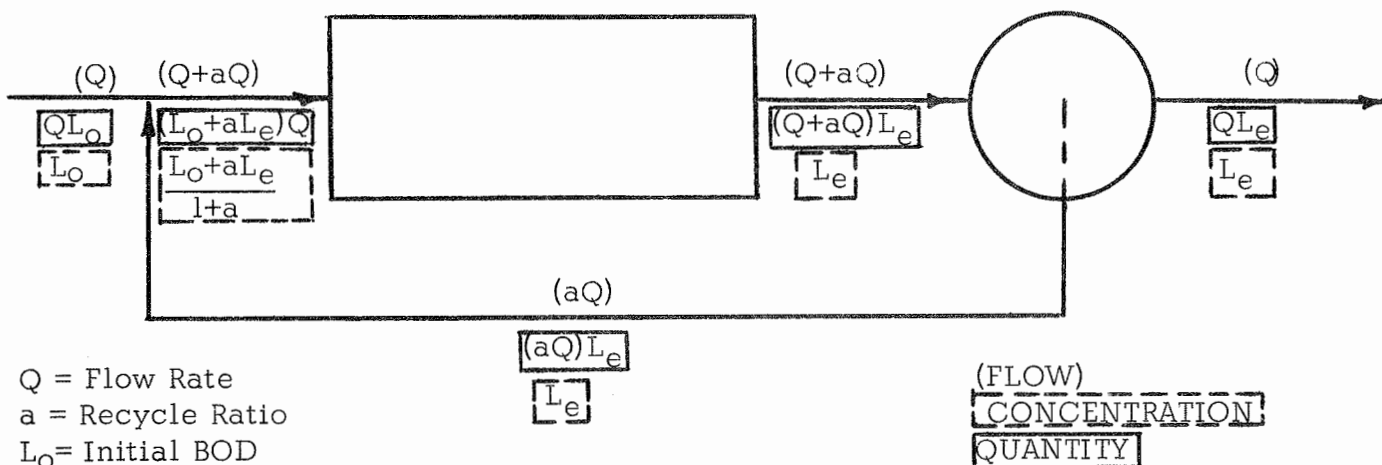 (Q)
(Q+aQ)
(Q+aQ)
(Q)
QLₒ
(Lₒ+aLₑ)Q
(Q+aQ)Lₑ
QLₑ
Lₒ
Lₒ+aLₑ
1+a
Lₑ
Lₑ
(aQ)
(aQ)Lₑ
Lₑ
Q = Flow Rate
a = Recycle Ratio
Lₒ= Initial BOD
(FLOW)
CONCENTRATION
QUANTITY